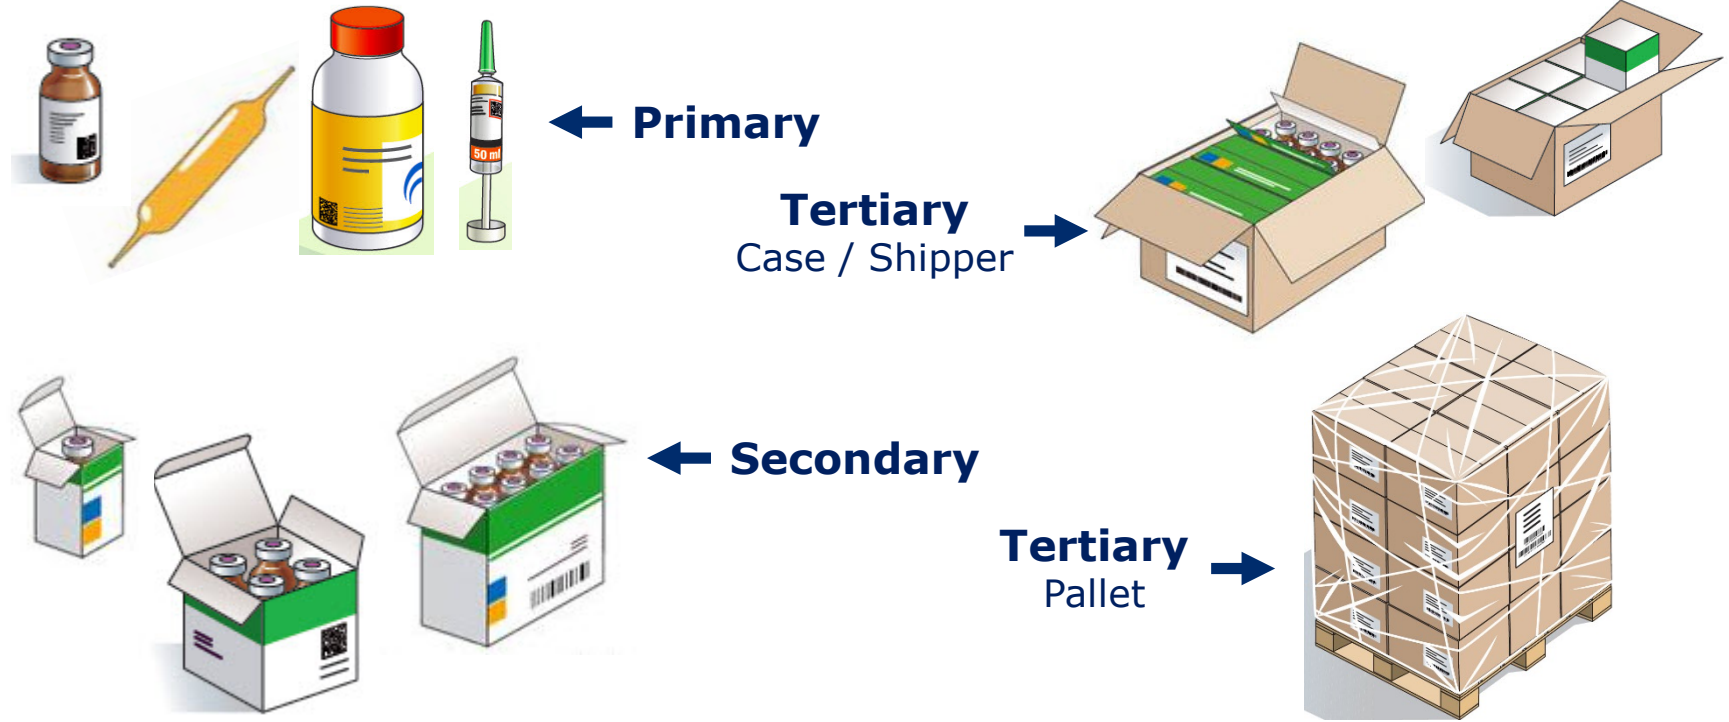 Primary
50 ml
Tertiary
Case / Shipper
Secondary
Tertiary
Pallet